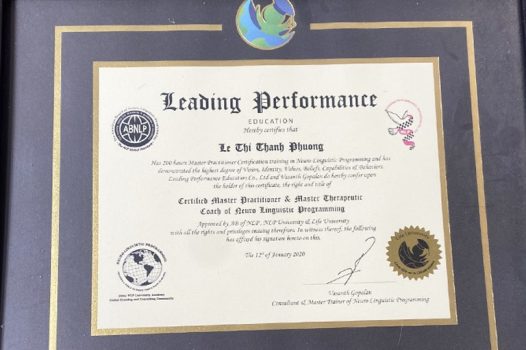 Leading Performance
EDUCATION
Hereby certifies that
Le Thi Thanh Phuong
Has 200 hours Master Practitioner Certification training in Neuro Linguistic Programming and has
demonstrated the highest degree of Vision, Identity, Values, Beliefs, Capabilities & Behaviors.
Leading Performance Education Co., Ltd and Vasanth Gopalan do hereby confer upon
the holder of this certificate, the right and title of
Certified Master Practitioner & Master Therapeutic
Coach of Neuro Linguistic Programming
Approved by AB of NLP, NLP University & Life University
with all the rights and privileges inuring therefrom. In witness thereof, the following
has affixed his signature hereto on this,
The 12th January 2020
Vasanth Gopalan
Consultant & Master Trainer of Neuro Linguistic Programming
ABNLP